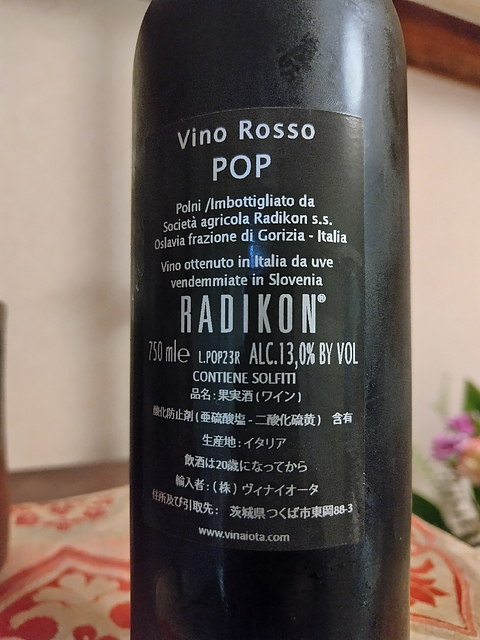 Vino Rosso
POP
Polni /Imbottigliato da
Società agricola Radikon s.s.
Oslavia frazione di Gorizia - Italia
Vino ottenuto in Italia da uve
vendemmiate in Slovenia
RADIKON®
750 mle L.POP23R ALC.13,0% BY VOL
CONTIENE SOLFITI
品名:果実酒(ワイン)
酸化防止剤(亜硫酸塩-二酸化硫黄) 含有
生産地:イタリア
飲酒は20歳になってから
輸入者:(株)ヴィナイオータ
住所及び引取先: 茨城県つくば市東岡88-3
www.vinaiota.com